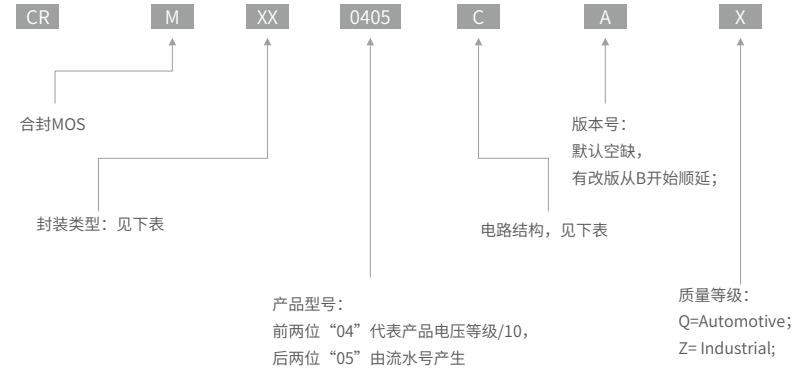 CR M XX 0405 C A X
合封MOS
封装类型：见下表
产品型号：
前两位“04”代表产品电压等级/10，
后两位“05”由流水号产生
电路结构，见下表
版本号：
默认空缺，
有改版从B开始顺延；
质量等级：
Q=Automotive；
Z= Industrial;